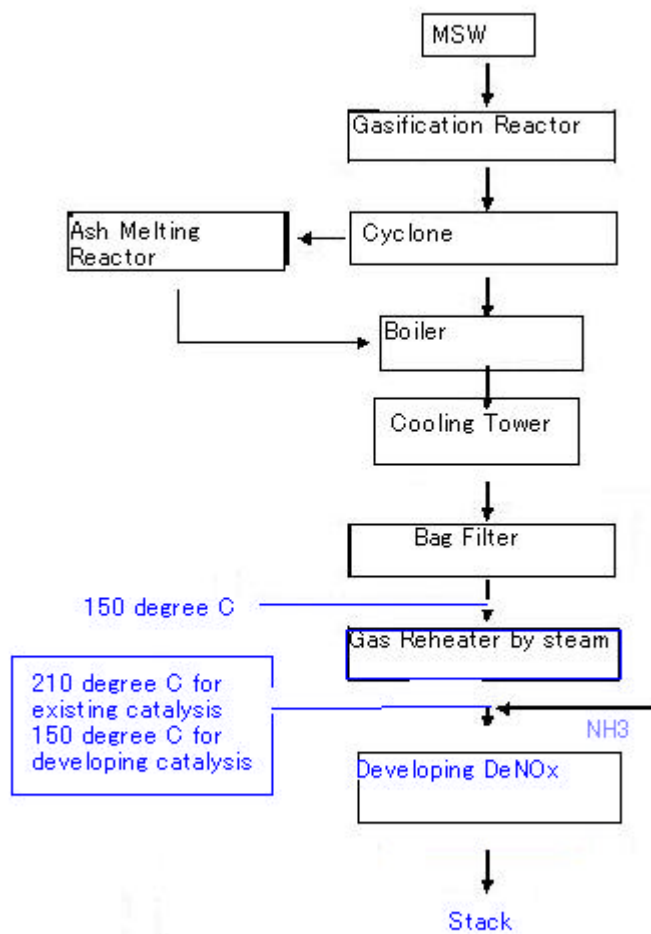 MSW
Gasification Reactor
Ash Melting
Reactor
Cyclone
Boiler
Cooling Tower
Bag Filter
150 degree C
Gas Reheater by steam
210 degree C for
existing catalysis
150 degree C for
developing catalysis
NH3
Developing DeNOx
Stack